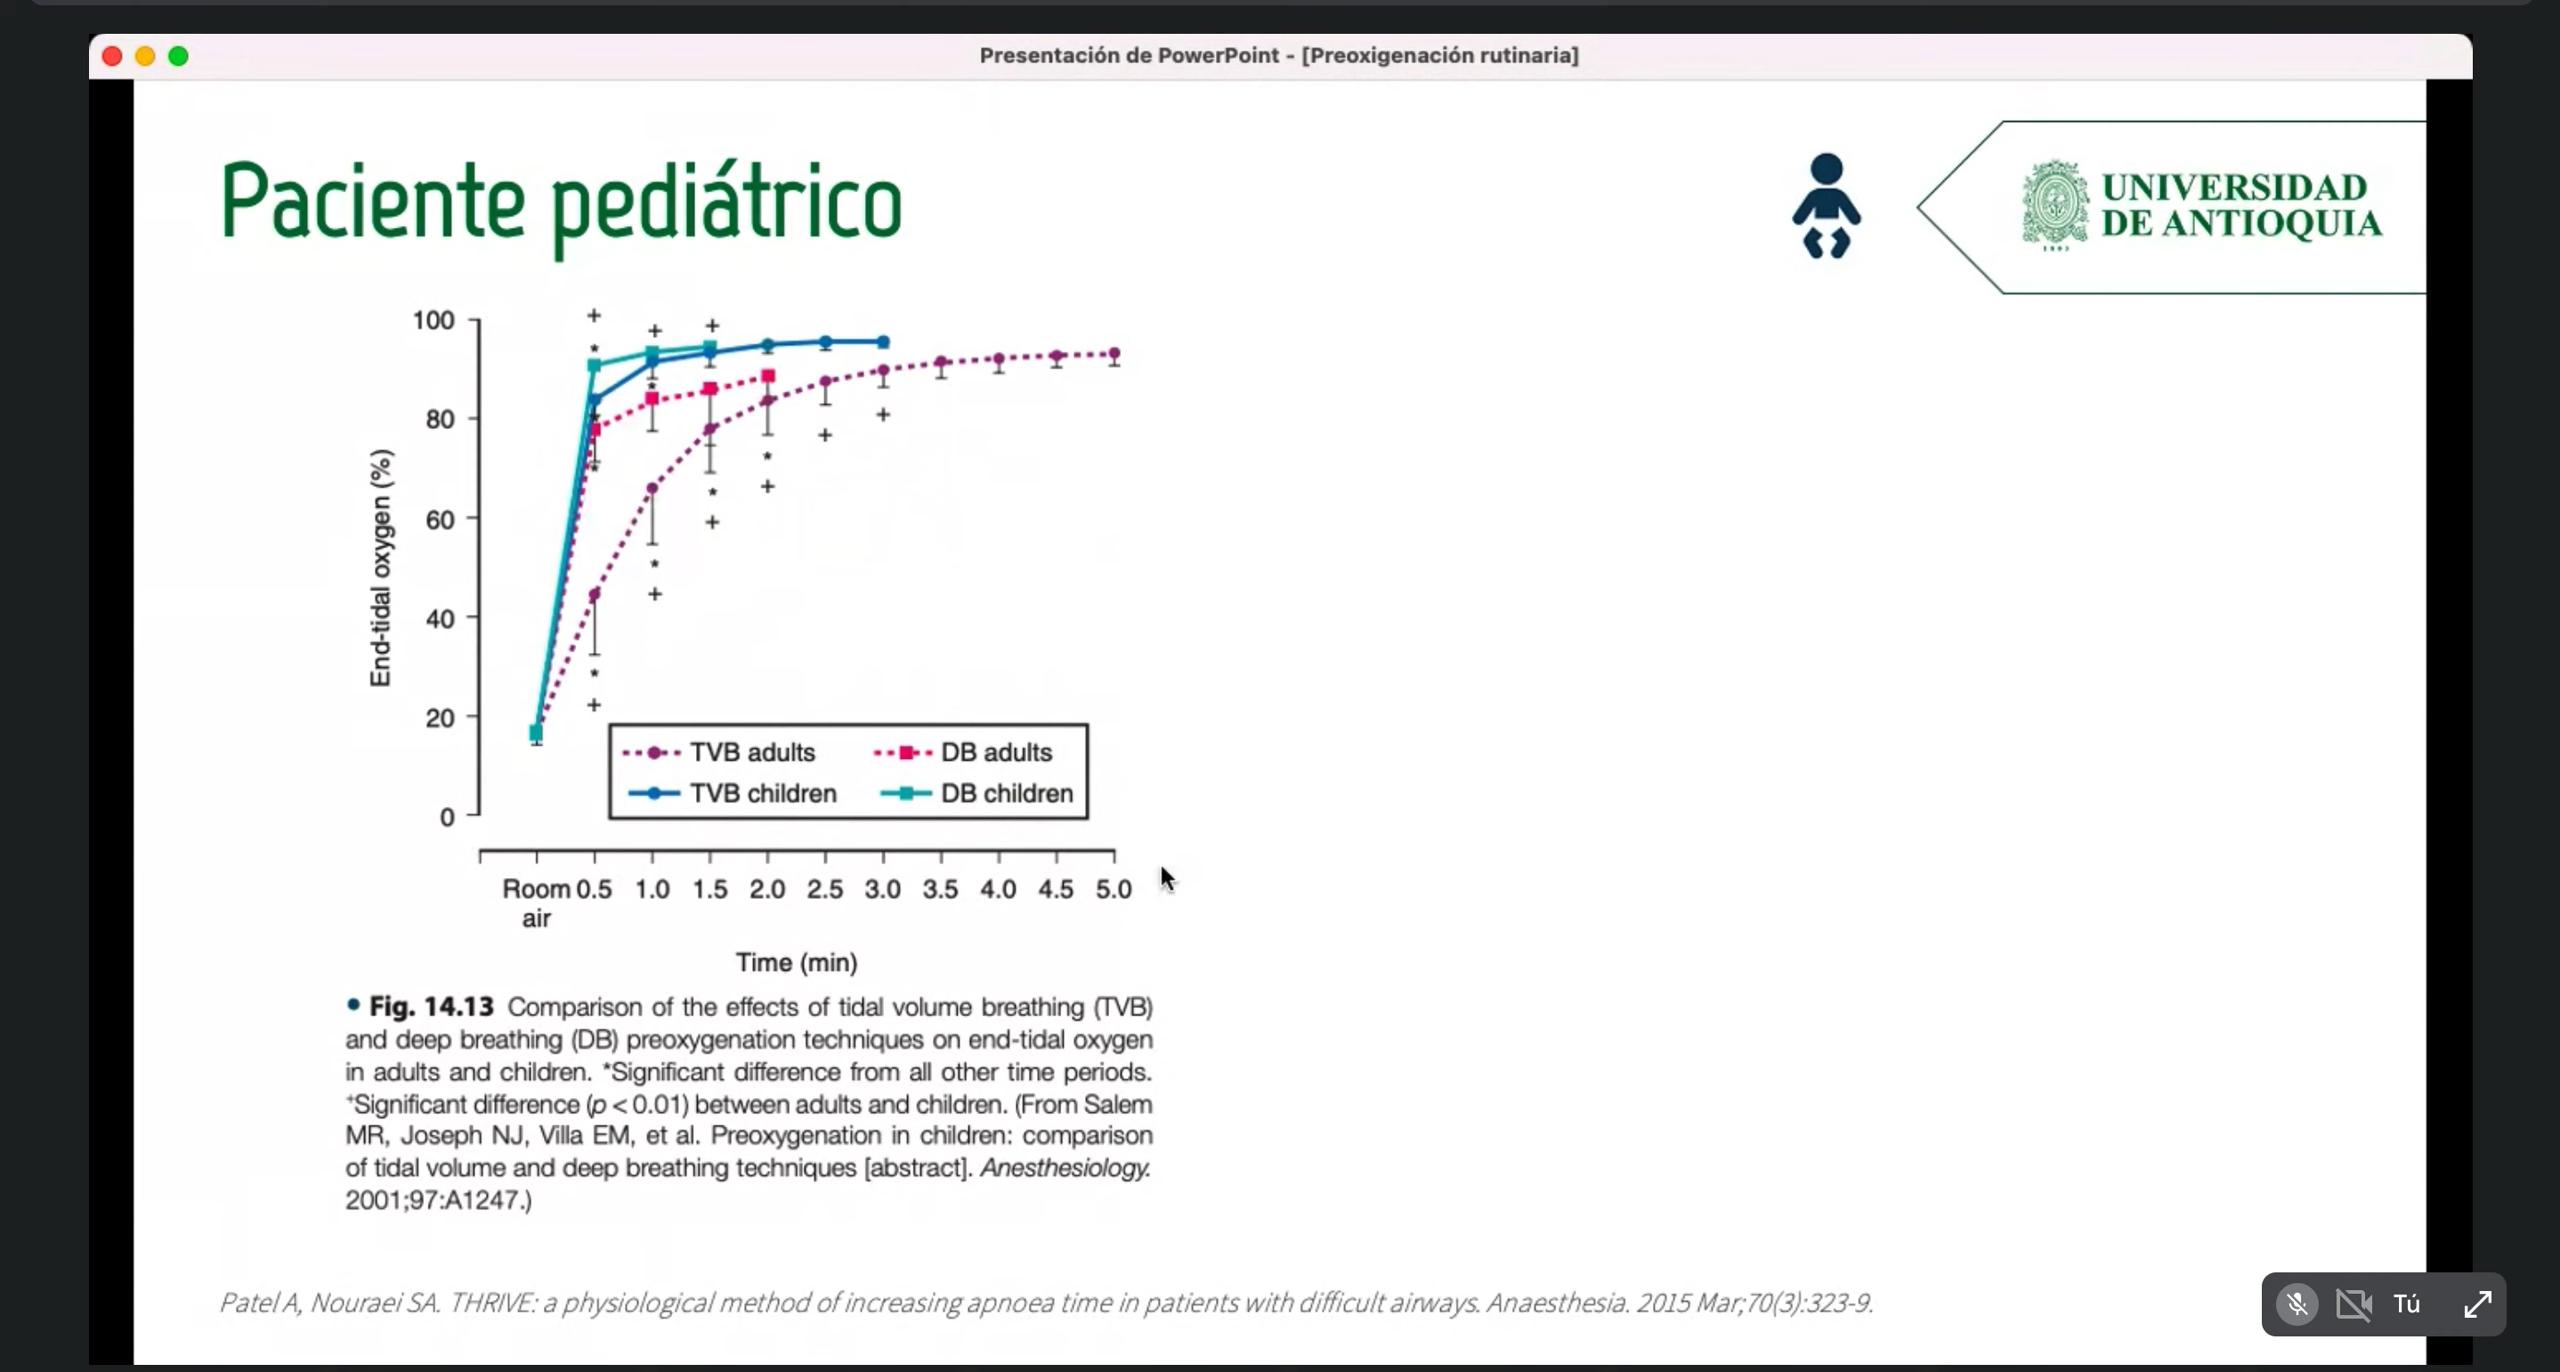 Presentación de PowerPoint - [Preoxigenación rutinaria]
Paciente pediátrico
UNIVERSIDAD
DE ANTIOQUIA
1803
100
80
60
40
20
0
End-tidal oxygen (%)
TVB adults
DB adults
TVB children
DB children
Room 0.5 1.0 1.5 2.0 2.5 3.0 3.5 4.0 4.5 5.0
air
Time (min)
• Fig. 14.13 Comparison of the effects of tidal volume breathing (TVB)
and deep breathing (DB) preoxygenation techniques on end-tidal oxygen
in adults and children. *Significant difference from all other time periods.
+Significant difference (p < 0.01) between adults and children. (From Salem
MR, Joseph NJ, Villa EM, et al. Preoxygenation in children: comparison
of tidal volume and deep breathing techniques [abstract]. Anesthesiology.
2001;97:A1247.)
Patel A, Nouraei SA. THRIVE: a physiological method of increasing apnoea time in patients with difficult airways. Anaesthesia. 2015 Mar;70(3):323-9.
Tú